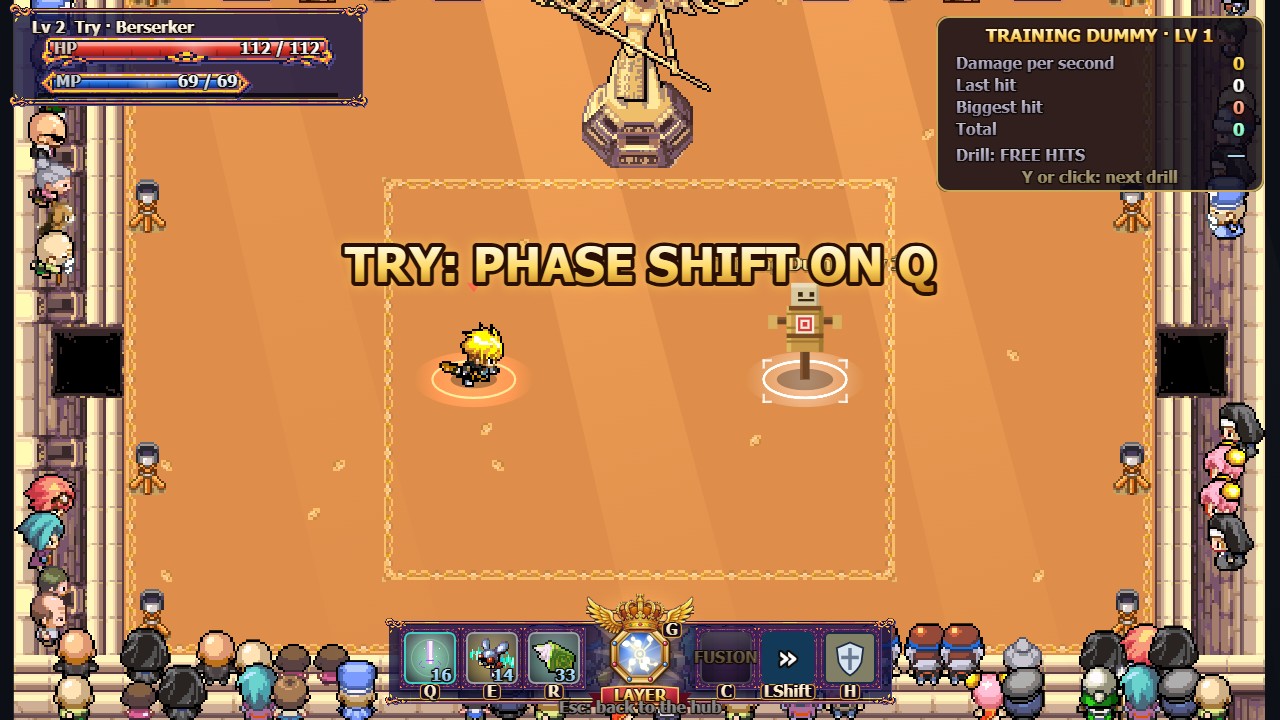 Lv 2 Try · Berserker
HP 112 / 112
MP 69 / 69
TRAINING DUMMY · LV 1
Damage per second 0
Last hit 0
Biggest hit 0
Total 0
Drill: FREE HITS —
Y or click: next drill
TRY: PHASE SHIFT ON Q
16
14
33
G
FUSION
Q
E
R
LAYER
C
LShift
H
Esc: back to the hub